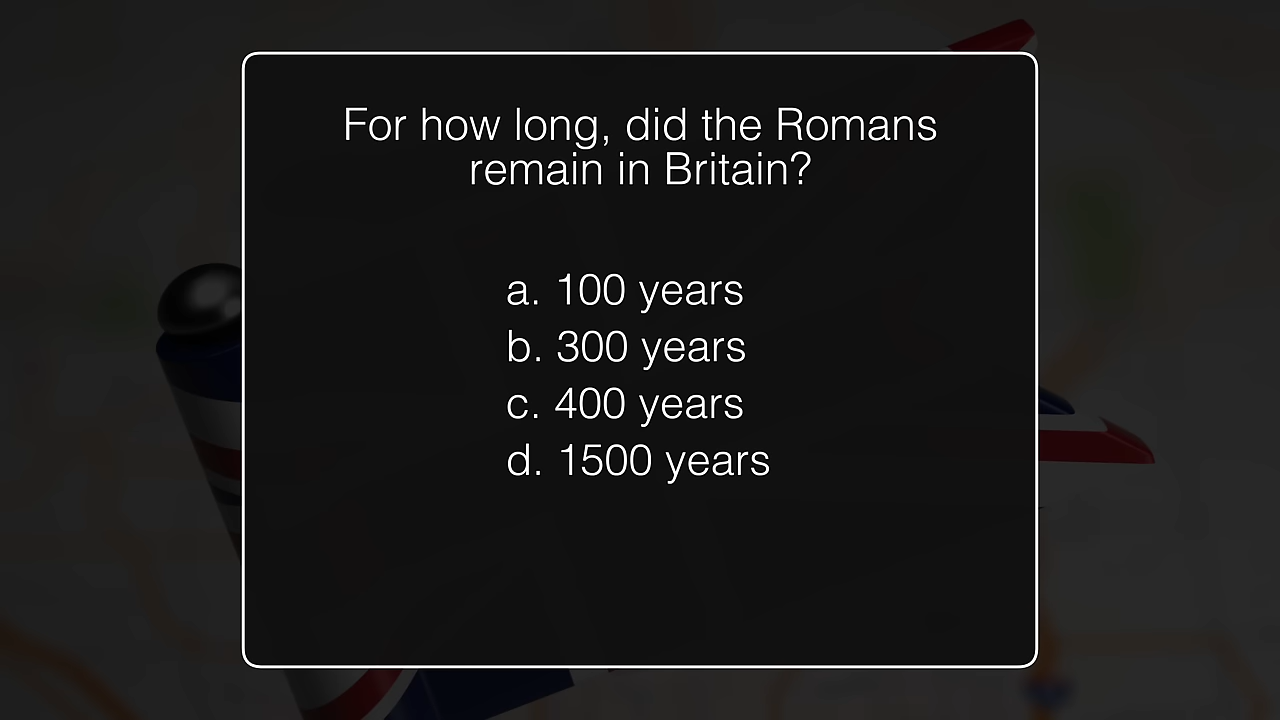 For how long, did the Romans
remain in Britain?
a. 100 years
b. 300 years
c. 400 years
d. 1500 years